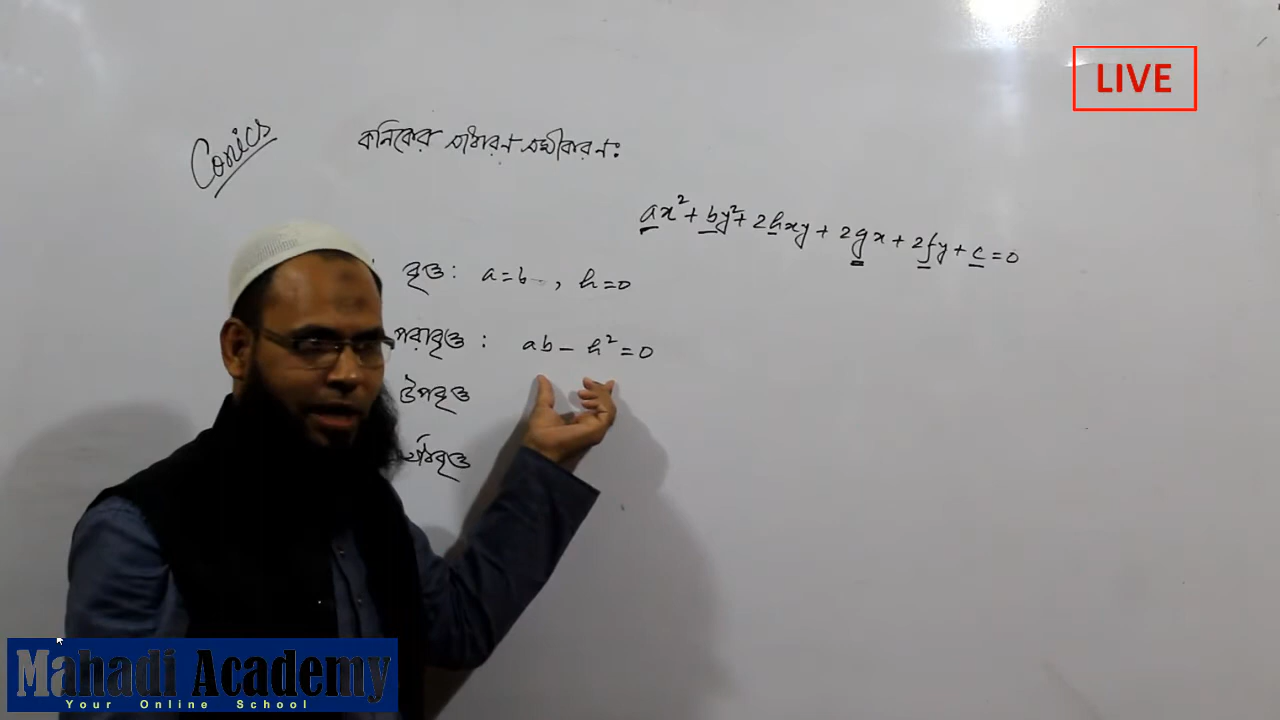 LIVE
Conics
কনিকের সাধারণ সমীকরণ:
ax² + by² + 2hxy + 2gx + 2fy + c = 0
বৃত্ত : a = b , h = 0
পরাবৃত্ত : ab - h² = 0
উপবৃত্ত
অধিবৃত্ত
Mahadi Academy
Your Online School